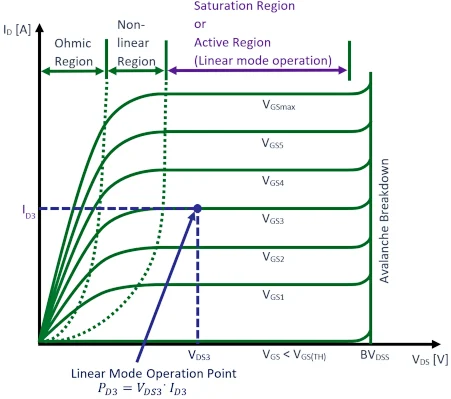 I_D [A]
Ohmic
Region
Non-
linear
Region
Saturation Region
or
Active Region
(Linear mode operation)
V_GSmax
V_GS5
V_GS4
V_GS3
V_GS2
V_GS1
I_D3
Avalanche Breakdown
V_DS3
V_GS < V_GS(TH)
BV_DSS
V_DS [V]
Linear Mode Operation Point
P_D3 = V_DS3 · I_D3